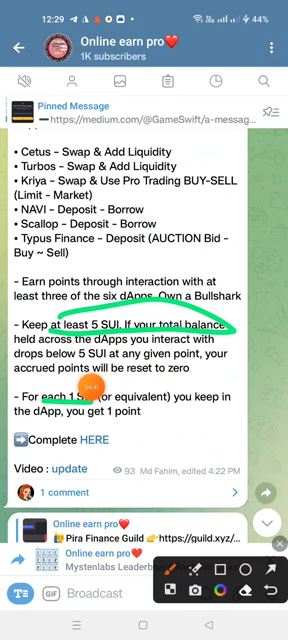 12:29
44%
Online earn pro❤️
1K subscribers
Pinned Message
➖https://medium.com/@GameSwift/a-messag...
• Cetus – Swap & Add Liquidity
• Turbos – Swap & Add Liquidity
• Kriya – Swap & Use Pro Trading BUY-SELL
(Limit - Market)
• NAVI – Deposit - Borrow
• Scallop – Deposit - Borrow
• Typus Finance – Deposit (AUCTION Bid -
Buy ~ Sell)
- Earn points through interaction with at
least three of the six dApps. Own a Bullshark
- Keep at least 5 SUI. If your total balance
held across the dApps you interact with
drops below 5 SUI at any given point, your
accrued points will be reset to zero
- For each 1 (or equivalent) you keep in
the dApp, you get 1 point
04:41
➡️Complete HERE
Video : update
93 Md Fahim, edited 4:22 PM
1 comment
Online earn pro❤️
Pira Finance Guild 👉https://guild.xyz/...
Online earn pro❤️
Mystenlabs Leaderboar
GIF
Broadcast